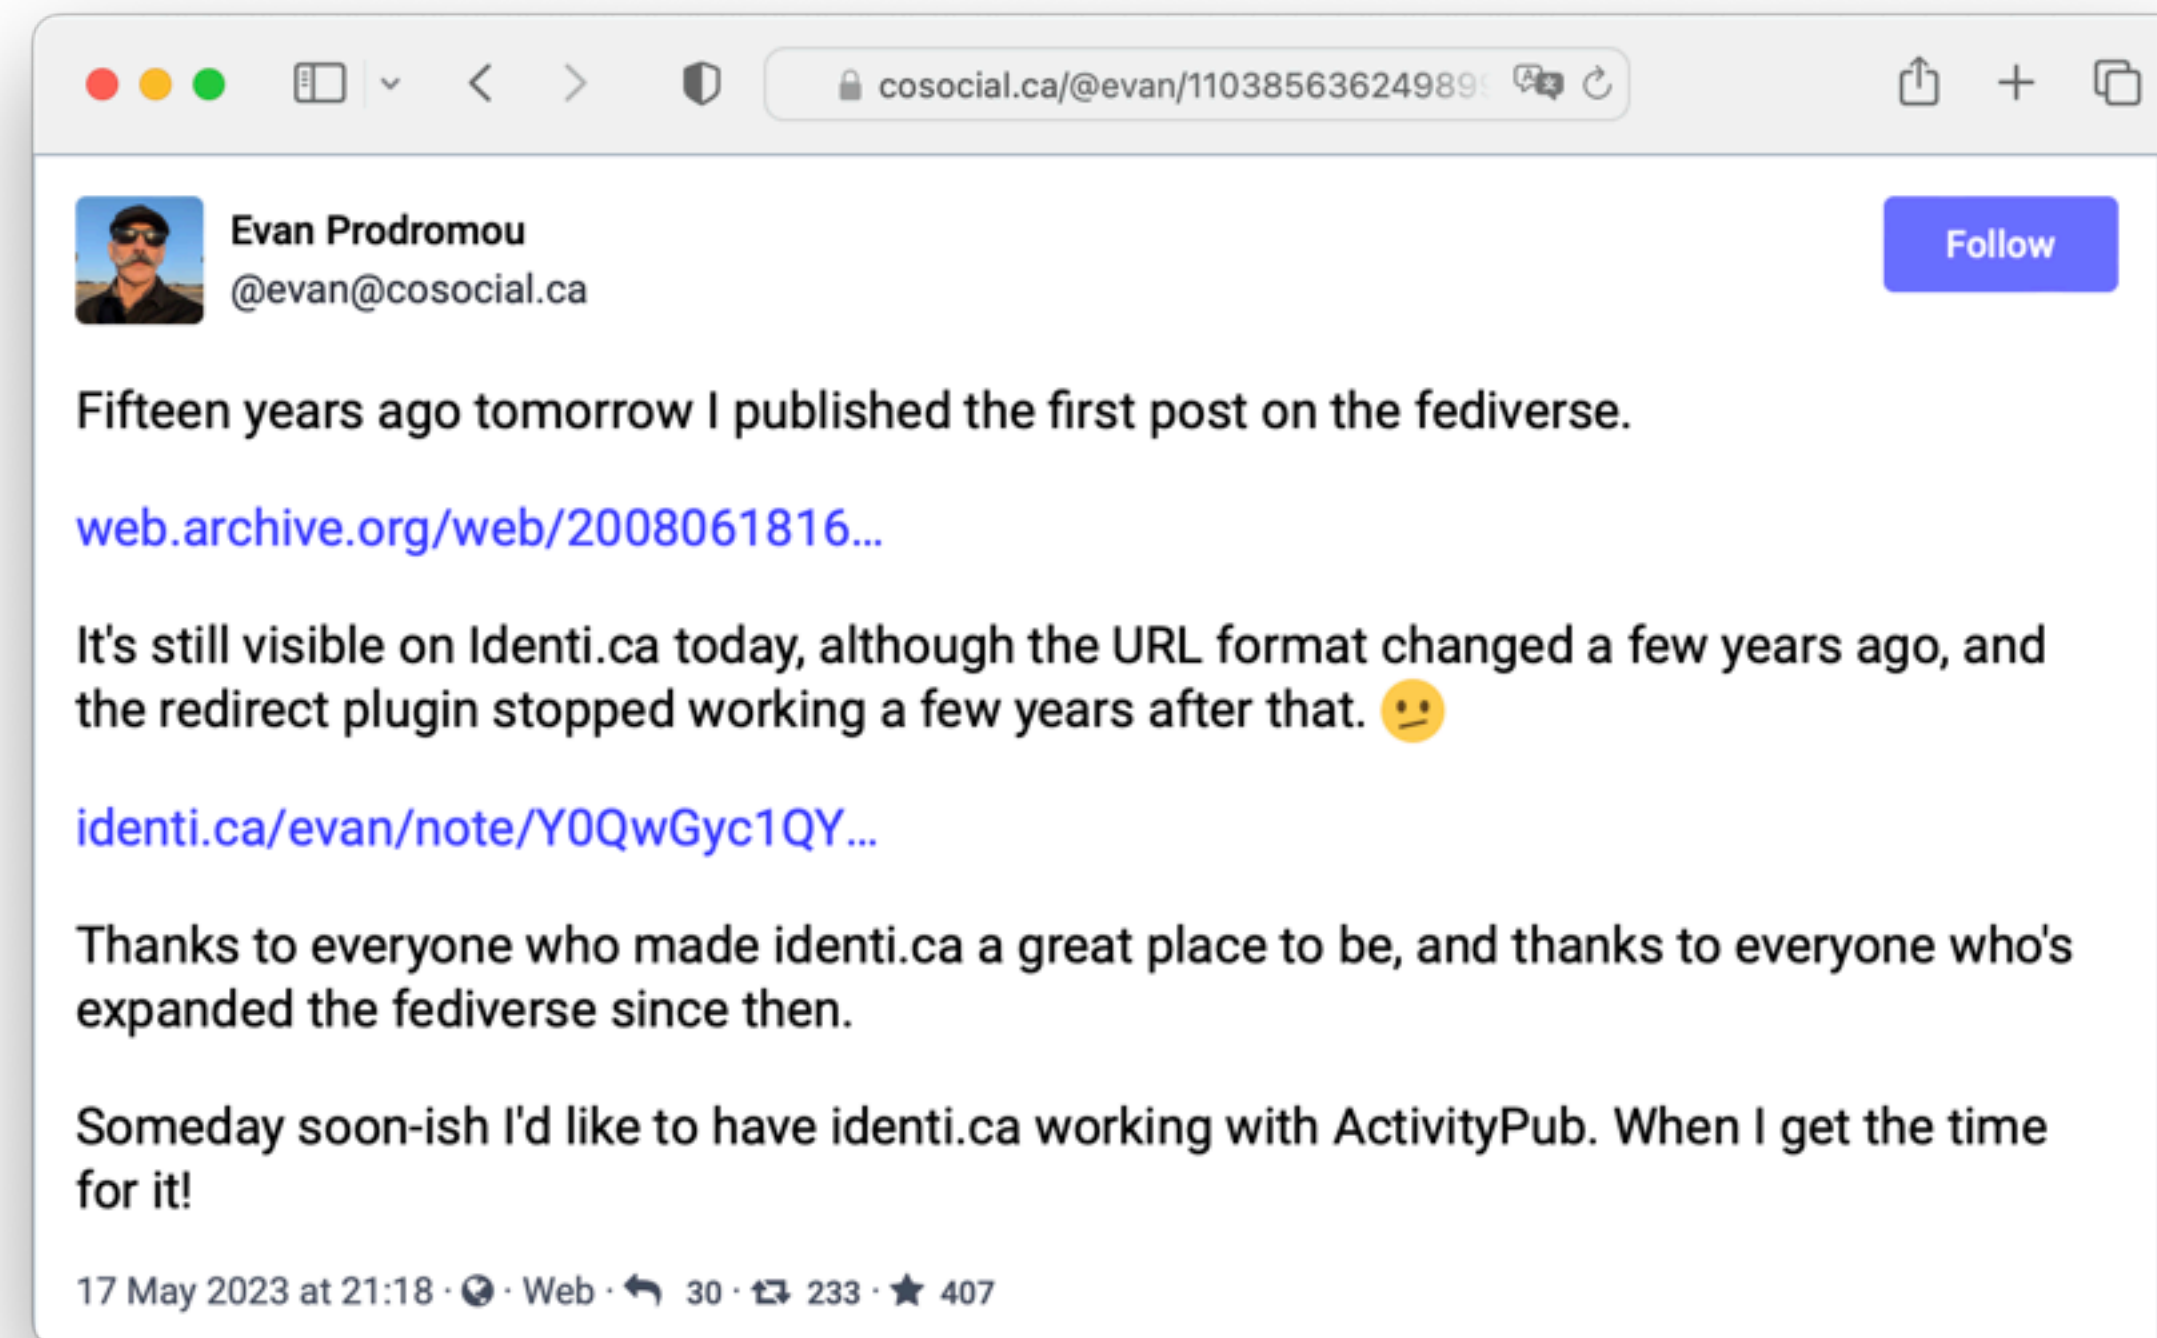 cosocial.ca/@evan/11038563624989
Evan Prodromou
@evan@cosocial.ca
Follow
Fifteen years ago tomorrow I published the first post on the fediverse.
web.archive.org/web/2008061816…
It's still visible on Identi.ca today, although the URL format changed a few years ago, and
the redirect plugin stopped working a few years after that. 🫤
identi.ca/evan/note/Y0QwGyc1QY…
Thanks to everyone who made identi.ca a great place to be, and thanks to everyone who's
expanded the fediverse since then.
Someday soon-ish I'd like to have identi.ca working with ActivityPub. When I get the time
for it!
17 May 2023 at 21:18 · Web · 30 · 233 · 407